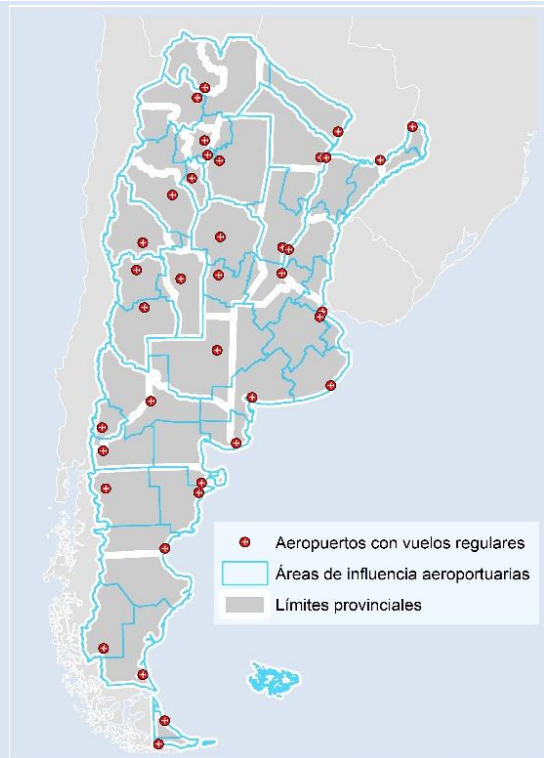 Aeropuertos con vuelos regulares
Áreas de influencia aeroportuarias
Límites provinciales